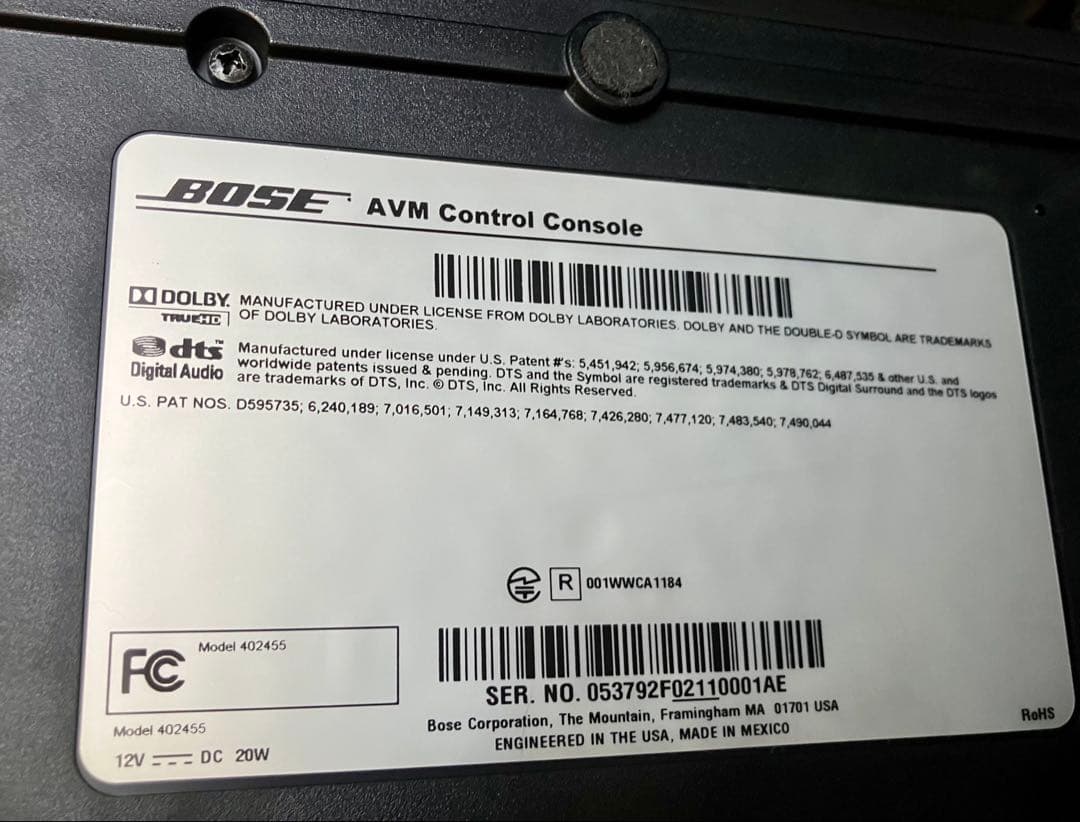 BOSE AVM Control Console
DOLBY TRUEHD
MANUFACTURED UNDER LICENSE FROM DOLBY LABORATORIES. DOLBY AND THE DOUBLE-D SYMBOL ARE TRADEMARKS
OF DOLBY LABORATORIES.
dts™ Digital Audio
Manufactured under license under U.S. Patent #'s: 5,451,942; 5,956,674; 5,974,380; 5,978,762; 6,487,535 & other U.S. and
worldwide patents issued & pending. DTS and the Symbol are registered trademarks & DTS Digital Surround and the DTS logos
are trademarks of DTS, Inc. © DTS, Inc. All Rights Reserved.
U.S. PAT NOS. D595735; 6,240,189; 7,016,501; 7,149,313; 7,164,768; 7,426,280; 7,477,120; 7,483,540; 7,490,044
R 001WWCA1184
FC Model 402455
SER. NO. 053792F02110001AE
Model 402455
Bose Corporation, The Mountain, Framingham MA 01701 USA
12V DC 20W
ENGINEERED IN THE USA, MADE IN MEXICO
RoHS